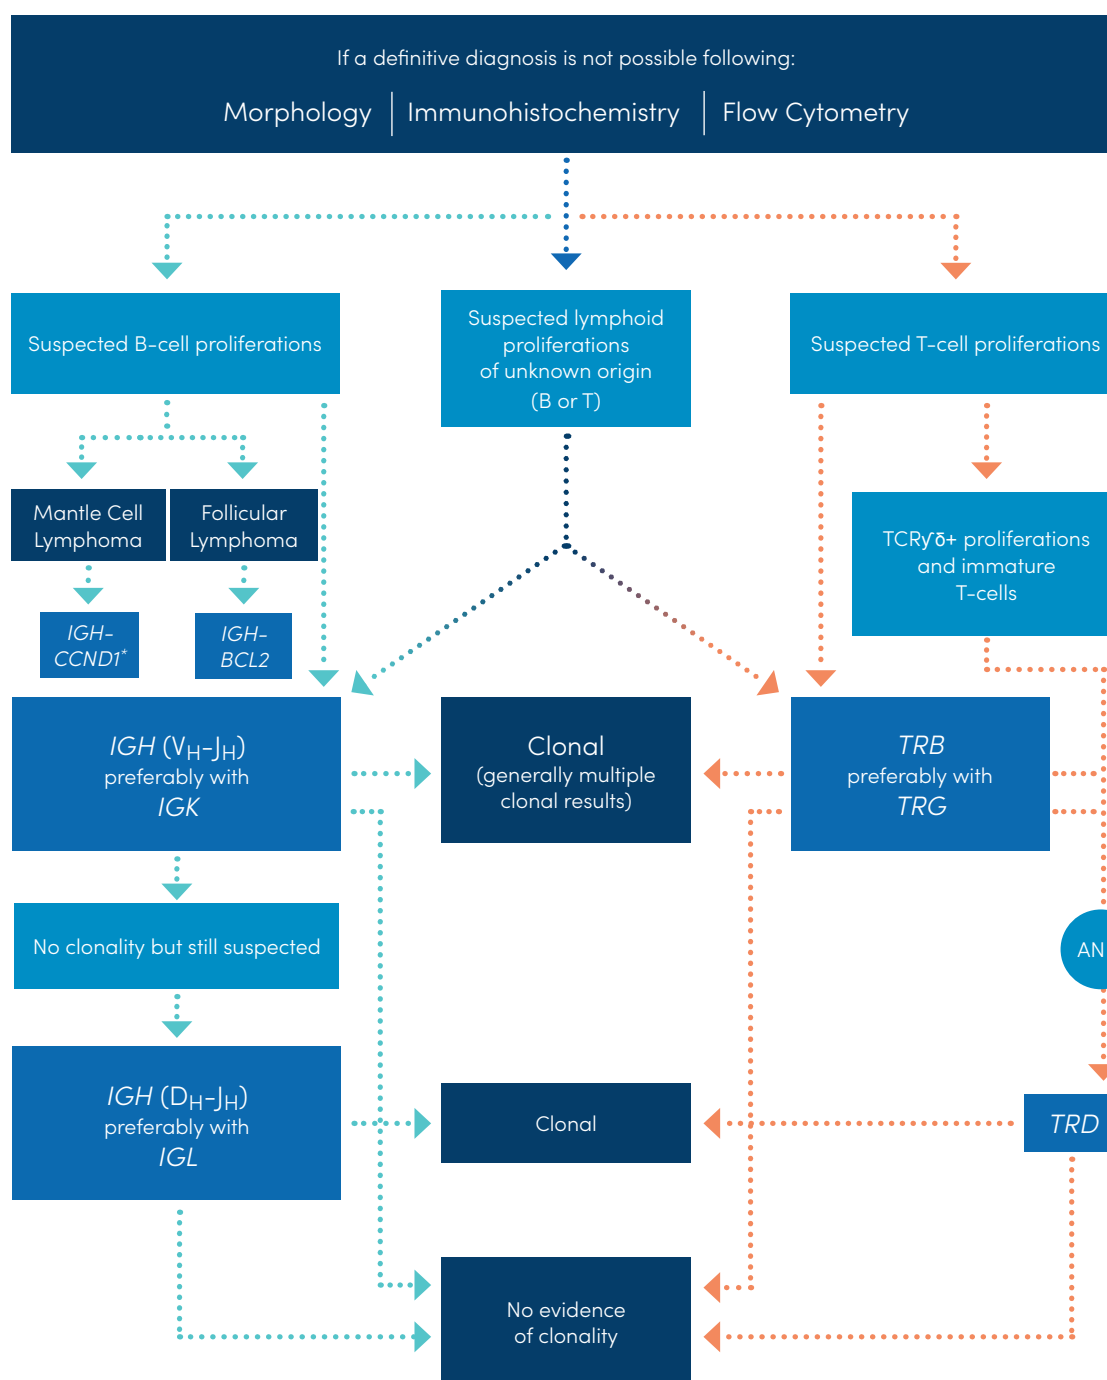 If a definitive diagnosis is not possible following:
Morphology | Immunohistochemistry | Flow Cytometry
Suspected B-cell proliferations
Suspected lymphoid
proliferations
of unknown origin
(B or T)
Suspected T-cell proliferations
Mantle Cell
Lymphoma
Follicular
Lymphoma
TCRγδ+ proliferations
and immature
T-cells
IGH-
CCND1*
IGH-
BCL2
IGH (VH-JH)
preferably with
IGK
Clonal
(generally multiple
clonal results)
TRB
preferably with
TRG
No clonality but still suspected
AN
IGH (DH-JH)
preferably with
IGL
Clonal
TRD
No evidence
of clonality